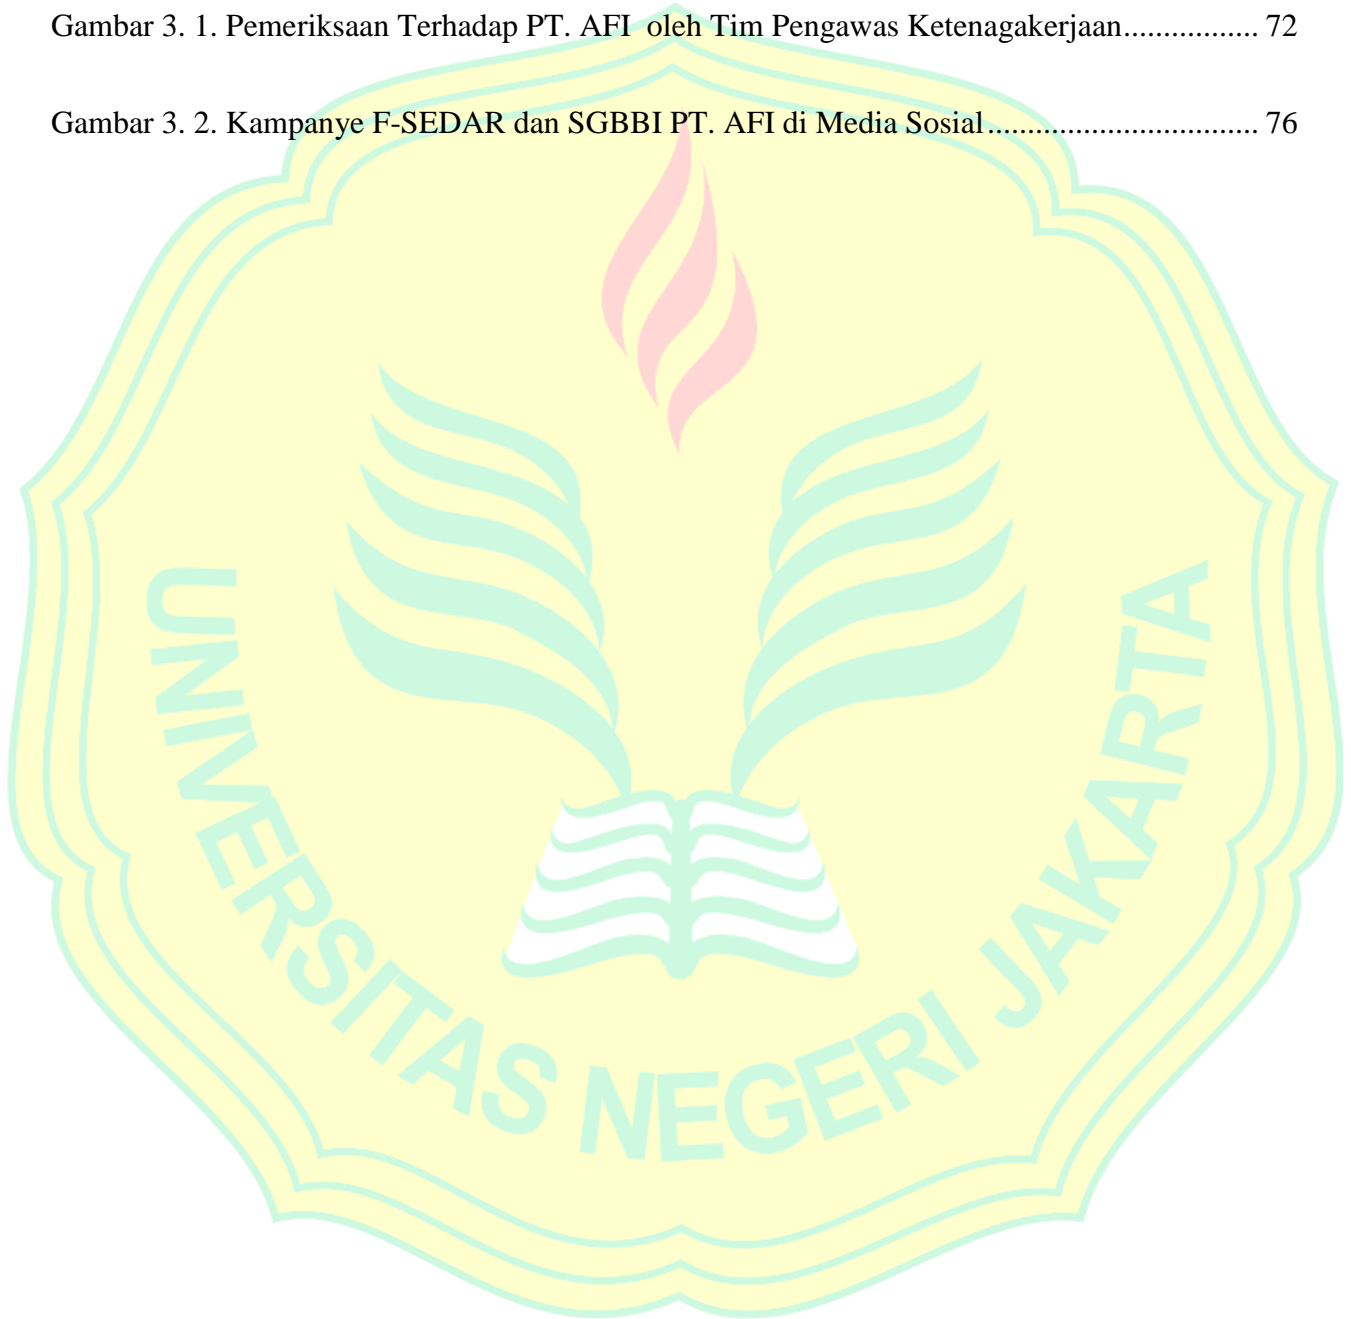 Gambar 3. 1. Pemeriksaan Terhadap PT. AFI  oleh Tim Pengawas Ketenagakerjaan................. 72
Gambar 3. 2. Kampanye F-SEDAR dan SGBBI PT. AFI di Media Sosial.................................. 76
UNIVERSITAS NEGERI JAKARTA